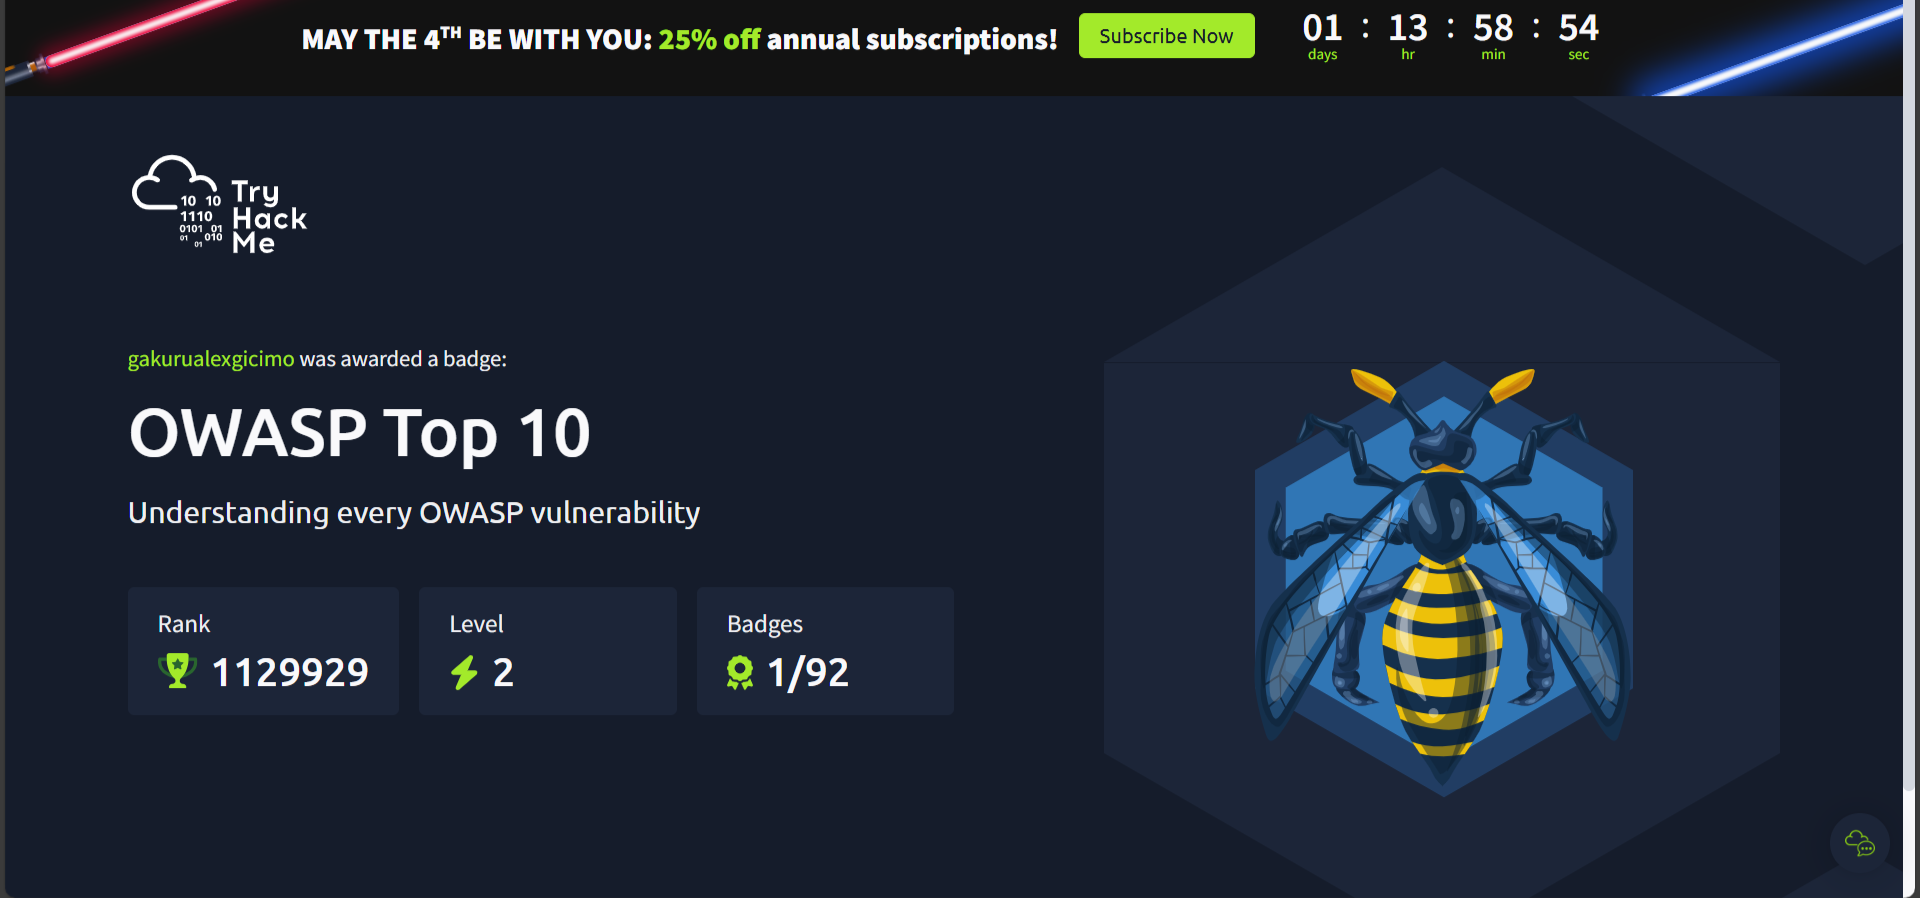 MAY THE 4TH BE WITH YOU: 25% off annual subscriptions!
Subscribe Now
01 : 13 : 58 : 54
days hr min sec
10 10
1110
0101 01
01 010
01
Try
Hack
Me
gakurualexgicimo was awarded a badge:
OWASP Top 10
Understanding every OWASP vulnerability
Rank
1129929
Level
2
Badges
1/92